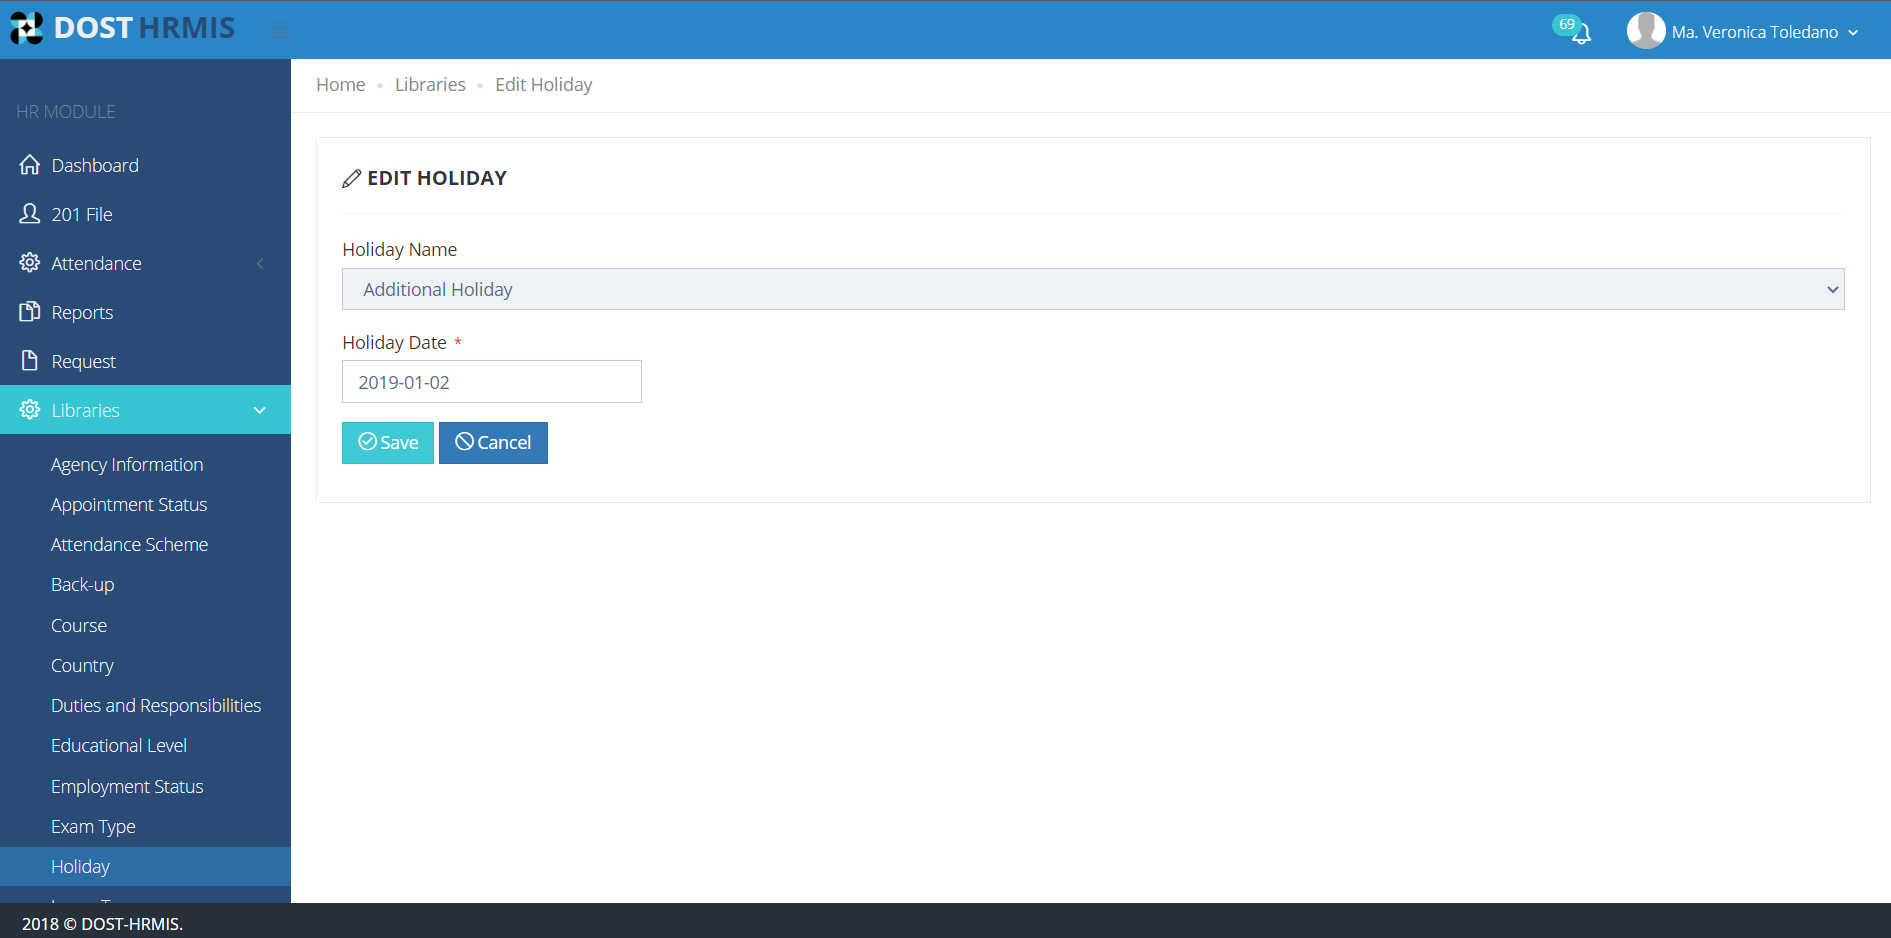 DOST HRMIS
69
Ma. Veronica Toledano
HR MODULE
Dashboard
201 File
Attendance
Reports
Request
Libraries
Agency Information
Appointment Status
Attendance Scheme
Back-up
Course
Country
Duties and Responsibilities
Educational Level
Employment Status
Exam Type
Holiday
Home
Libraries
Edit Holiday
EDIT HOLIDAY
Holiday Name
Additional Holiday
Holiday Date *
2019-01-02
Save
Cancel
2018 © DOST-HRMIS.